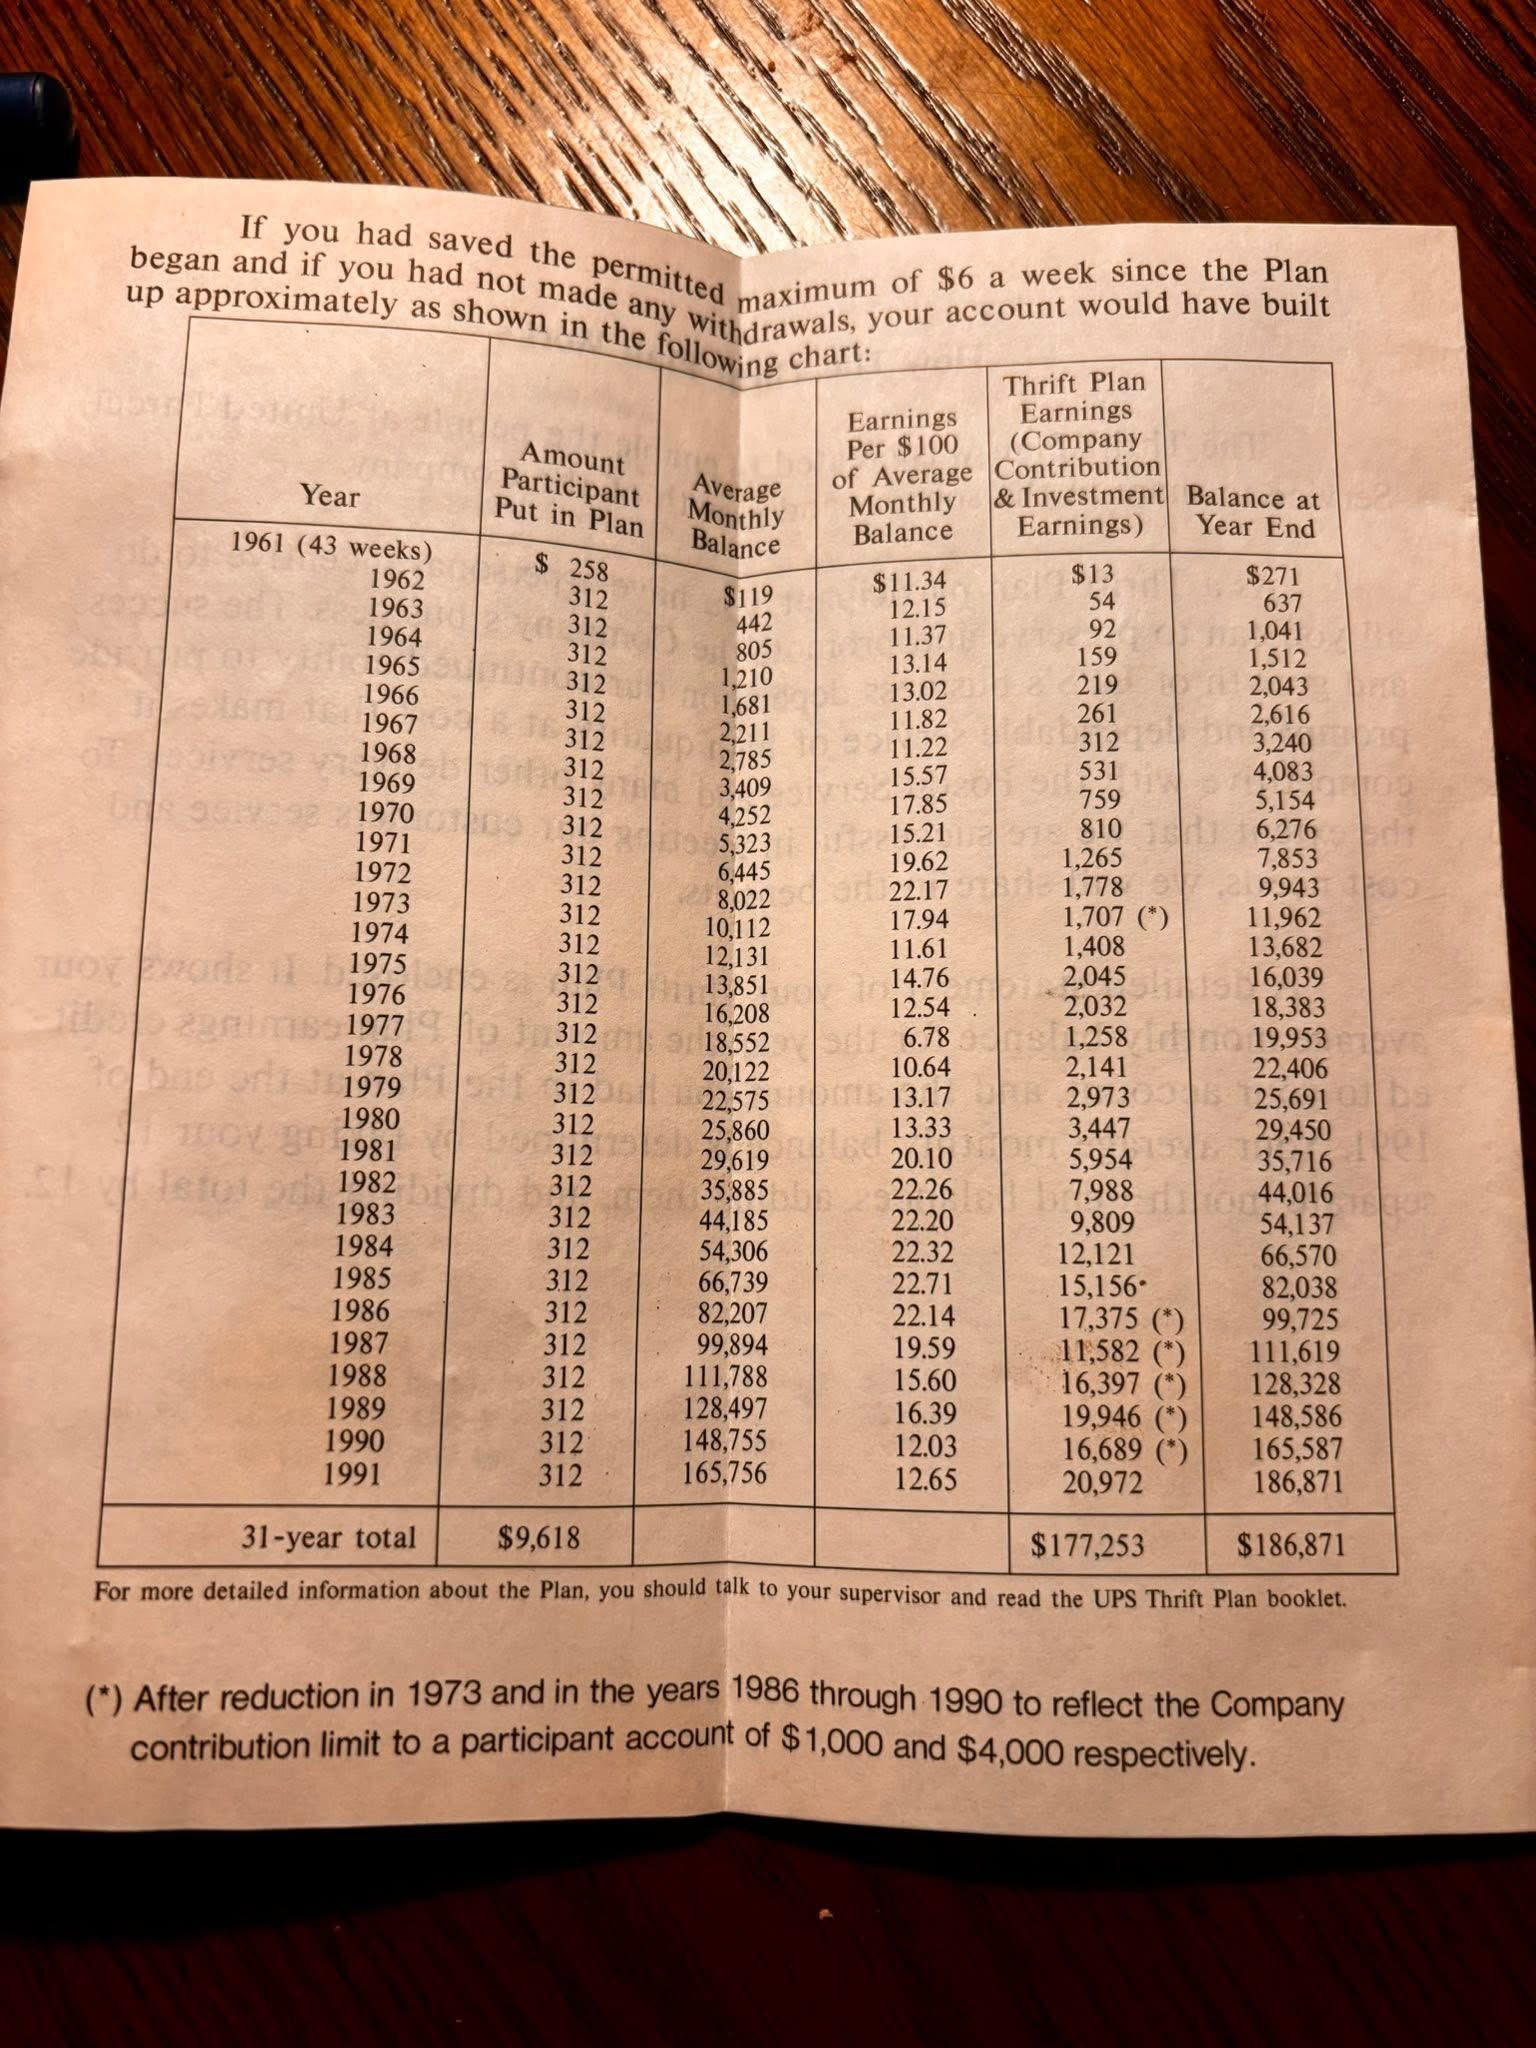 If you had saved the permitted maximum of $6 a week since the Plan
began and if you had not made any withdrawals, your account would have built
up approximately as shown in the following chart:
Year Amount Participant Put in Plan Average Monthly Balance Earnings Per $100 of Average Monthly Balance Thrift Plan Earnings (Company Contribution & Investment Earnings) Balance at Year End
1961 (43 weeks) $ 258 $119 $11.34 $13 $271
1962 312 442 12.15 54 637
1963 312 805 11.37 92 1,041
1964 312 1,210 13.14 159 1,512
1965 312 1,681 13.02 219 2,043
1966 312 2,211 11.82 261 2,616
1967 312 2,785 11.22 312 3,240
1968 312 3,409 15.57 531 4,083
1969 312 4,252 17.85 759 5,154
1970 312 5,323 15.21 810 6,276
1971 312 6,445 19.62 1,265 7,853
1972 312 8,022 22.17 1,778 9,943
1973 312 10,112 17.94 1,707 (*) 11,962
1974 312 12,131 11.61 1,408 13,682
1975 312 13,851 14.76 2,045 16,039
1976 312 16,208 12.54 2,032 18,383
1977 312 18,552 6.78 1,258 19,953
1978 312 20,122 10.64 2,141 22,406
1979 312 22,575 13.17 2,973 25,691
1980 312 25,860 13.33 3,447 29,450
1981 312 29,619 20.10 5,954 35,716
1982 312 35,885 22.26 7,988 44,016
1983 312 44,185 22.20 9,809 54,137
1984 312 54,306 22.32 12,121 66,570
1985 312 66,739 22.71 15,156 82,038
1986 312 82,207 22.14 17,375 (*) 99,725
1987 312 99,894 19.59 11,582 (*) 111,619
1988 312 111,788 15.60 16,397 (*) 128,328
1989 312 128,497 16.39 19,946 (*) 148,586
1990 312 148,755 12.03 16,689 (*) 165,587
1991 312 165,756 12.65 20,972 186,871
31-year total $9,618 $177,253 $186,871
For more detailed information about the Plan, you should talk to your supervisor and read the UPS Thrift Plan booklet.
(*) After reduction in 1973 and in the years 1986 through 1990 to reflect the Company
contribution limit to a participant account of $1,000 and $4,000 respectively.